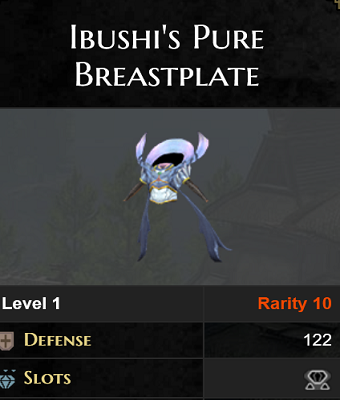 Ibushi's Pure
Breastplate
Level 1 Rarity 10
Defense 122
Slots